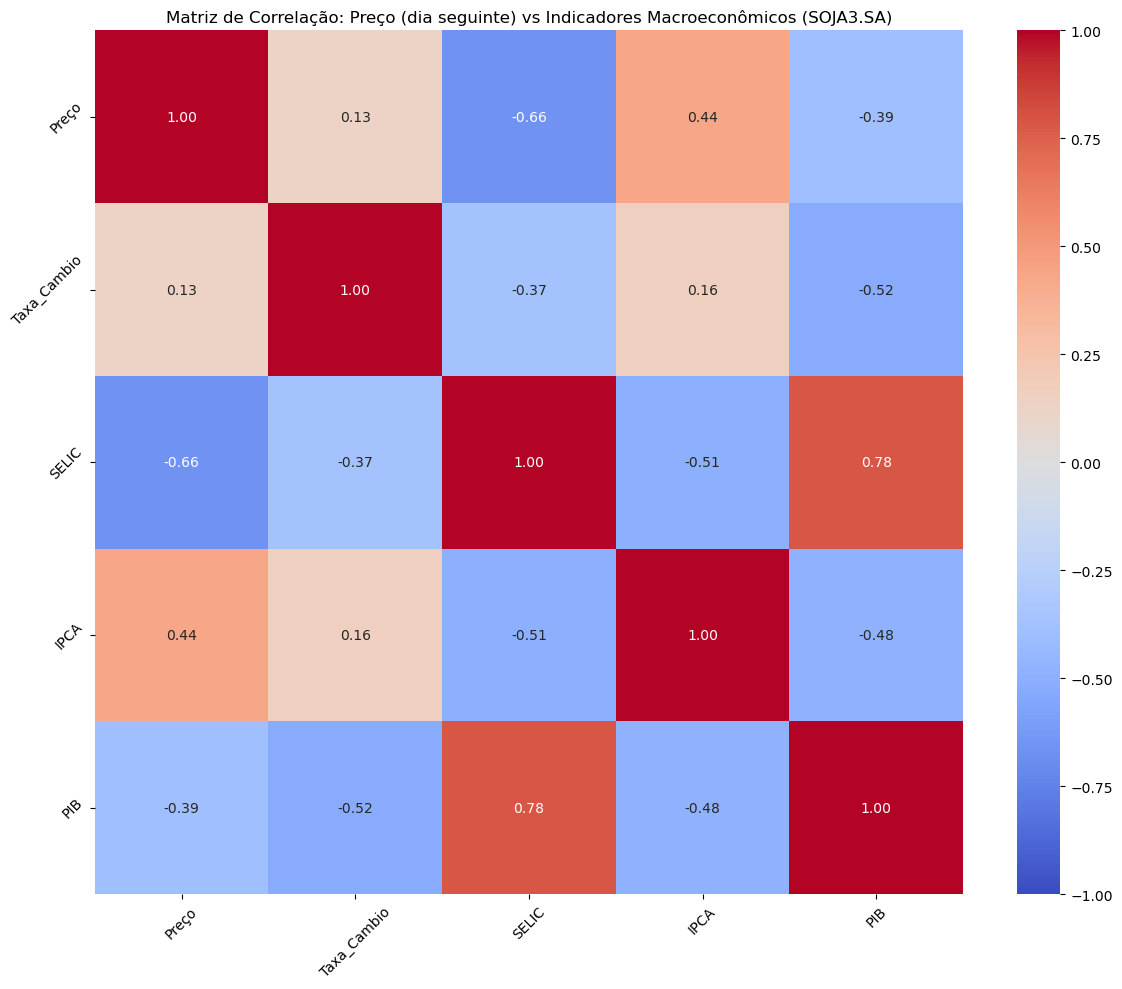 Matriz de Correlação: Preço (dia seguinte) vs Indicadores Macroeconômicos (SOJA3.SA)
Preço 1.00 0.13 -0.66 0.44 -0.39
Taxa_Cambio 0.13 1.00 -0.37 0.16 -0.52
SELIC -0.66 -0.37 1.00 -0.51 0.78
IPCA 0.44 0.16 -0.51 1.00 -0.48
PIB -0.39 -0.52 0.78 -0.48 1.00
Preço Taxa_Cambio SELIC IPCA PIB
1.00
0.75
0.50
0.25
0.00
−0.25
−0.50
−0.75
−1.00